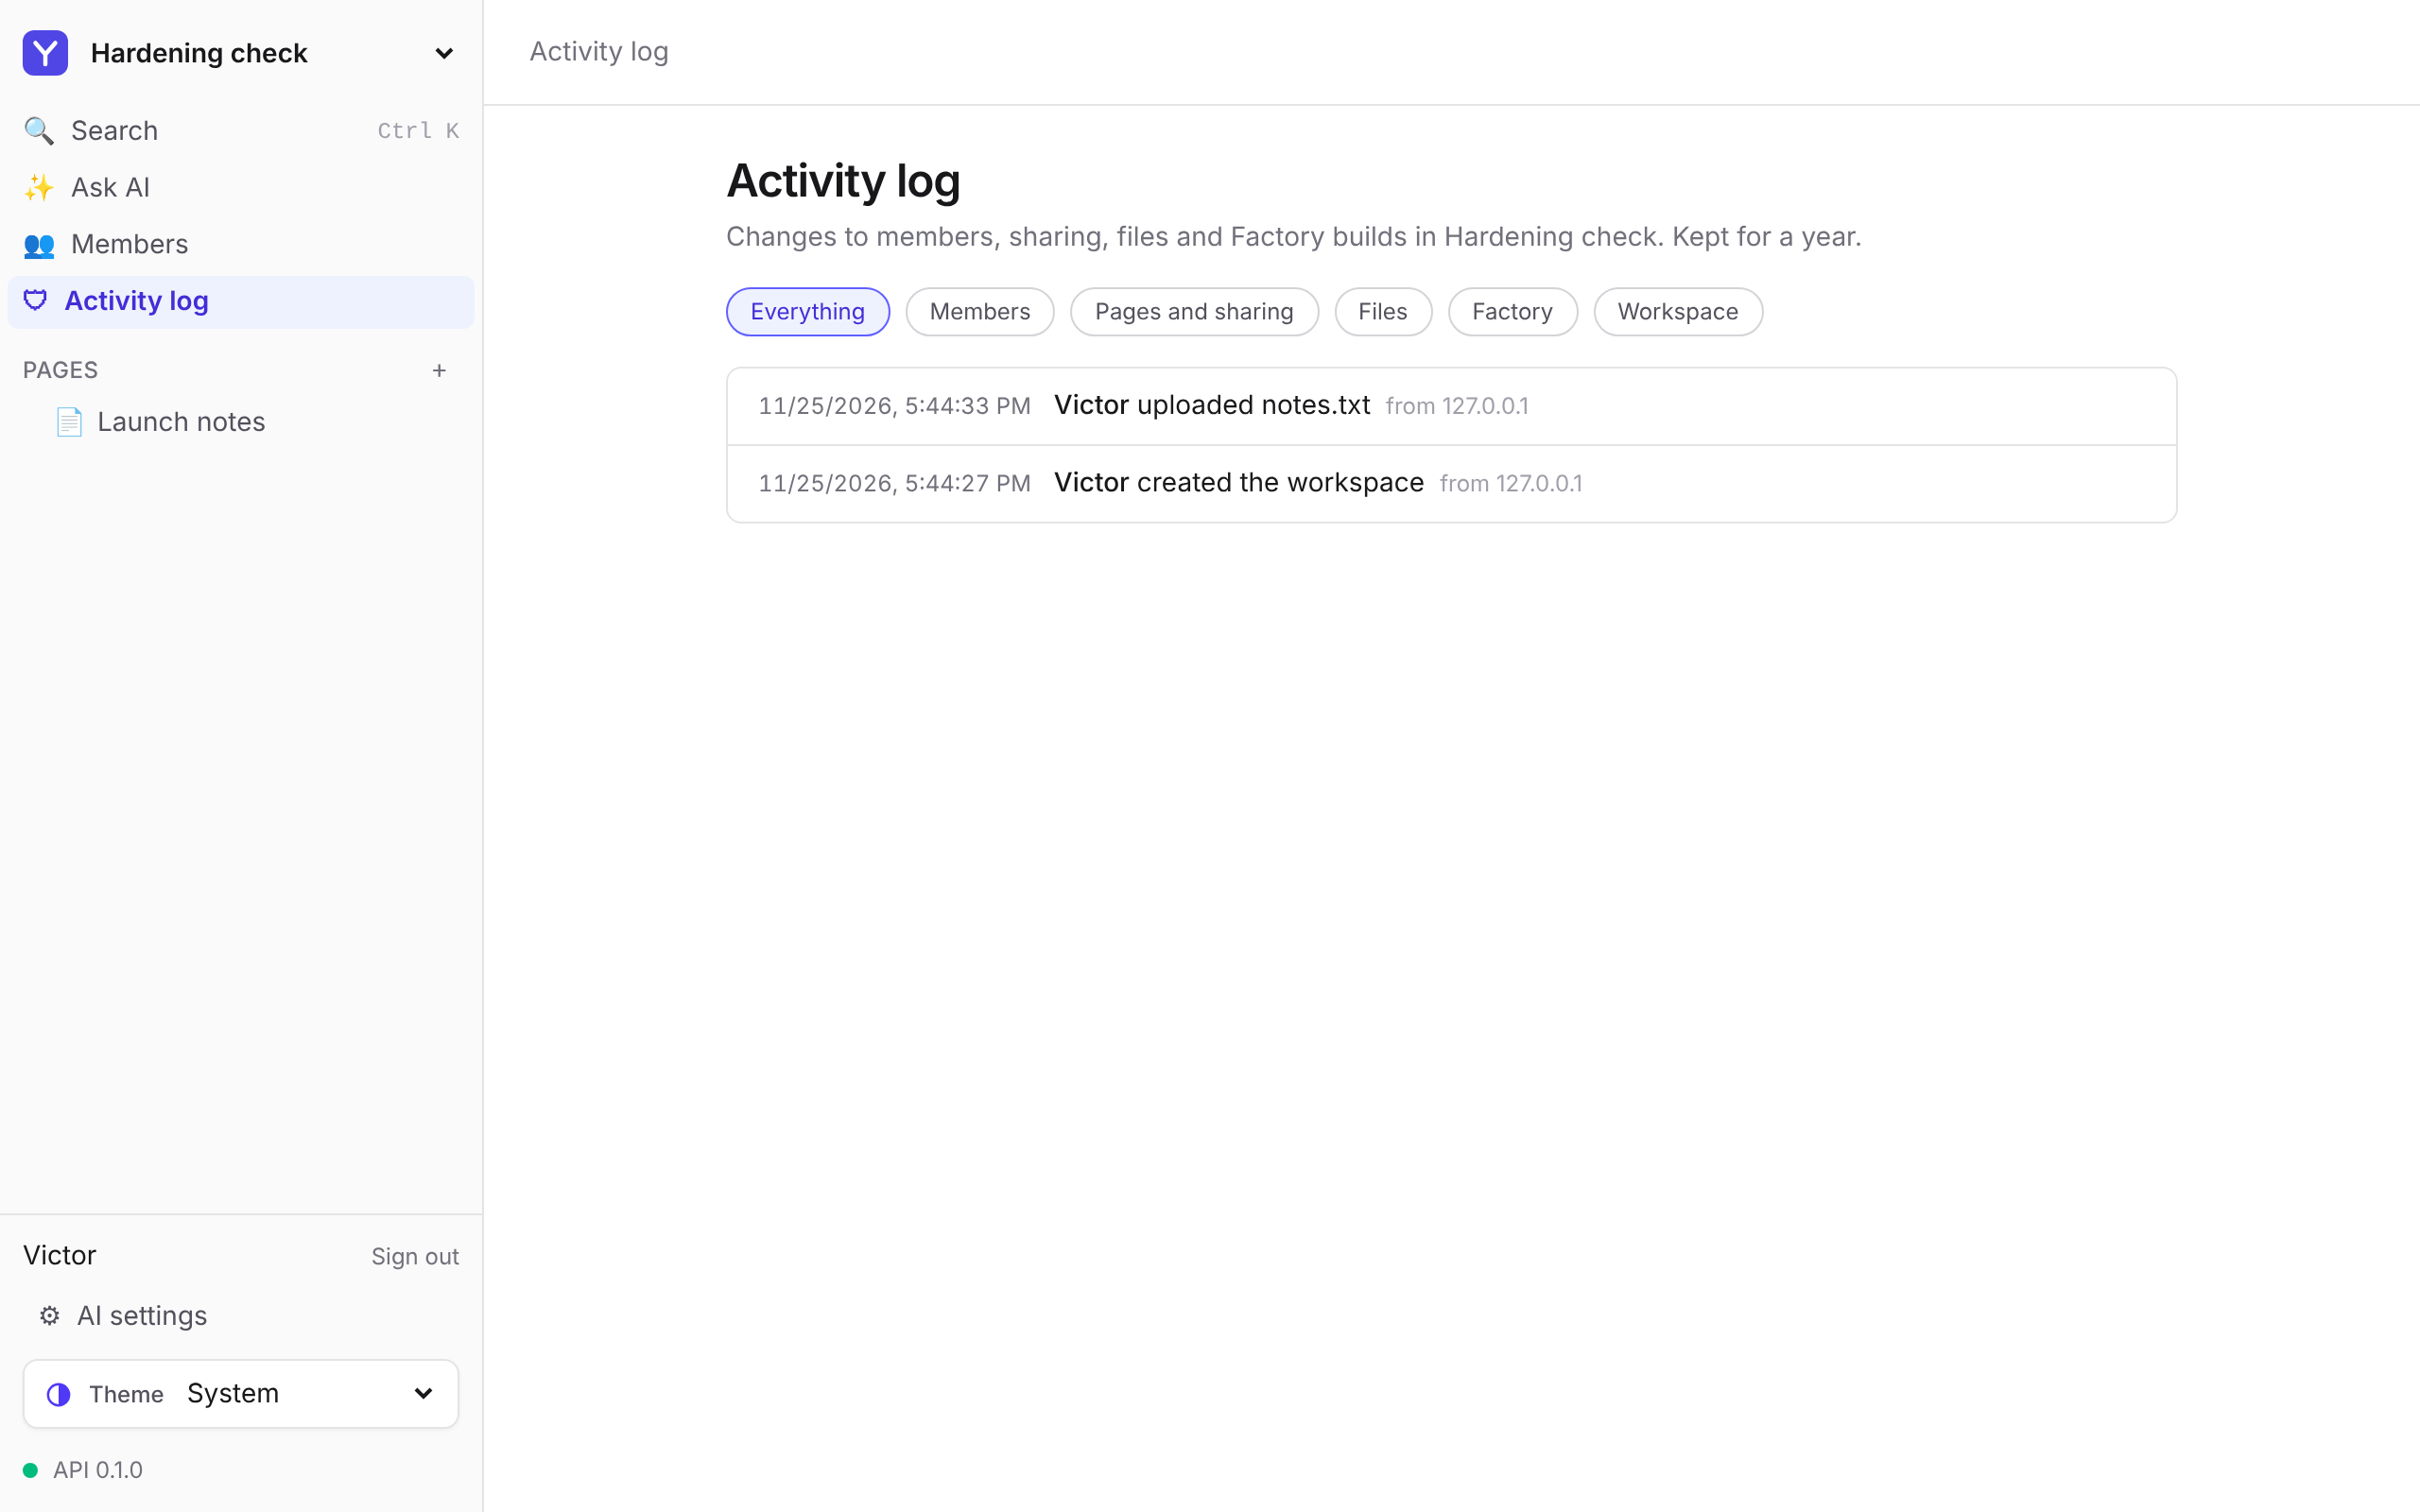 Hardening check
Search Ctrl K
Ask AI
Members
Activity log
PAGES +
Launch notes
Victor Sign out
AI settings
Theme System
API 0.1.0
Activity log
Activity log
Changes to members, sharing, files and Factory builds in Hardening check. Kept for a year.
Everything Members Pages and sharing Files Factory Workspace
11/25/2026, 5:44:33 PM Victor uploaded notes.txt from 127.0.0.1
11/25/2026, 5:44:27 PM Victor created the workspace from 127.0.0.1